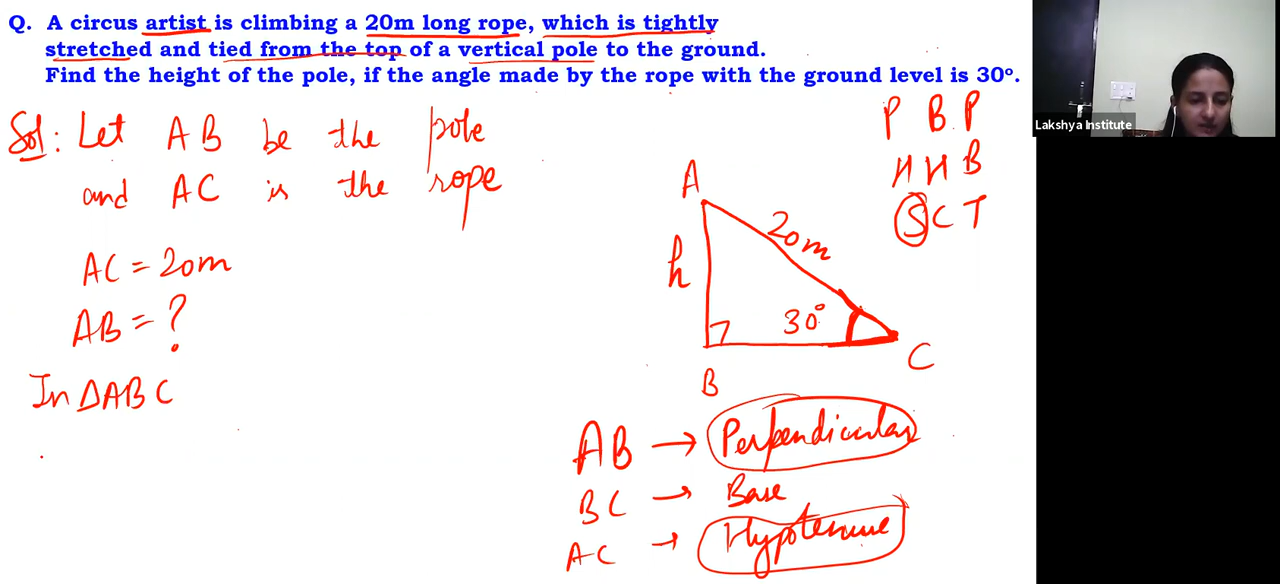 Q. A circus artist is climbing a 20m long rope, which is tightly
stretched and tied from the top of a vertical pole to the ground.
Find the height of the pole, if the angle made by the rope with the ground level is 30°.
Sol: Let AB be the pole
and AC is the rope
AC = 20m
AB = ?
In ΔABC
P B P
H H B
S C T
A
20m
h
30°
B
C
AB → Perpendicular
BC → Base
AC → Hypotenuse
Lakshya Institute